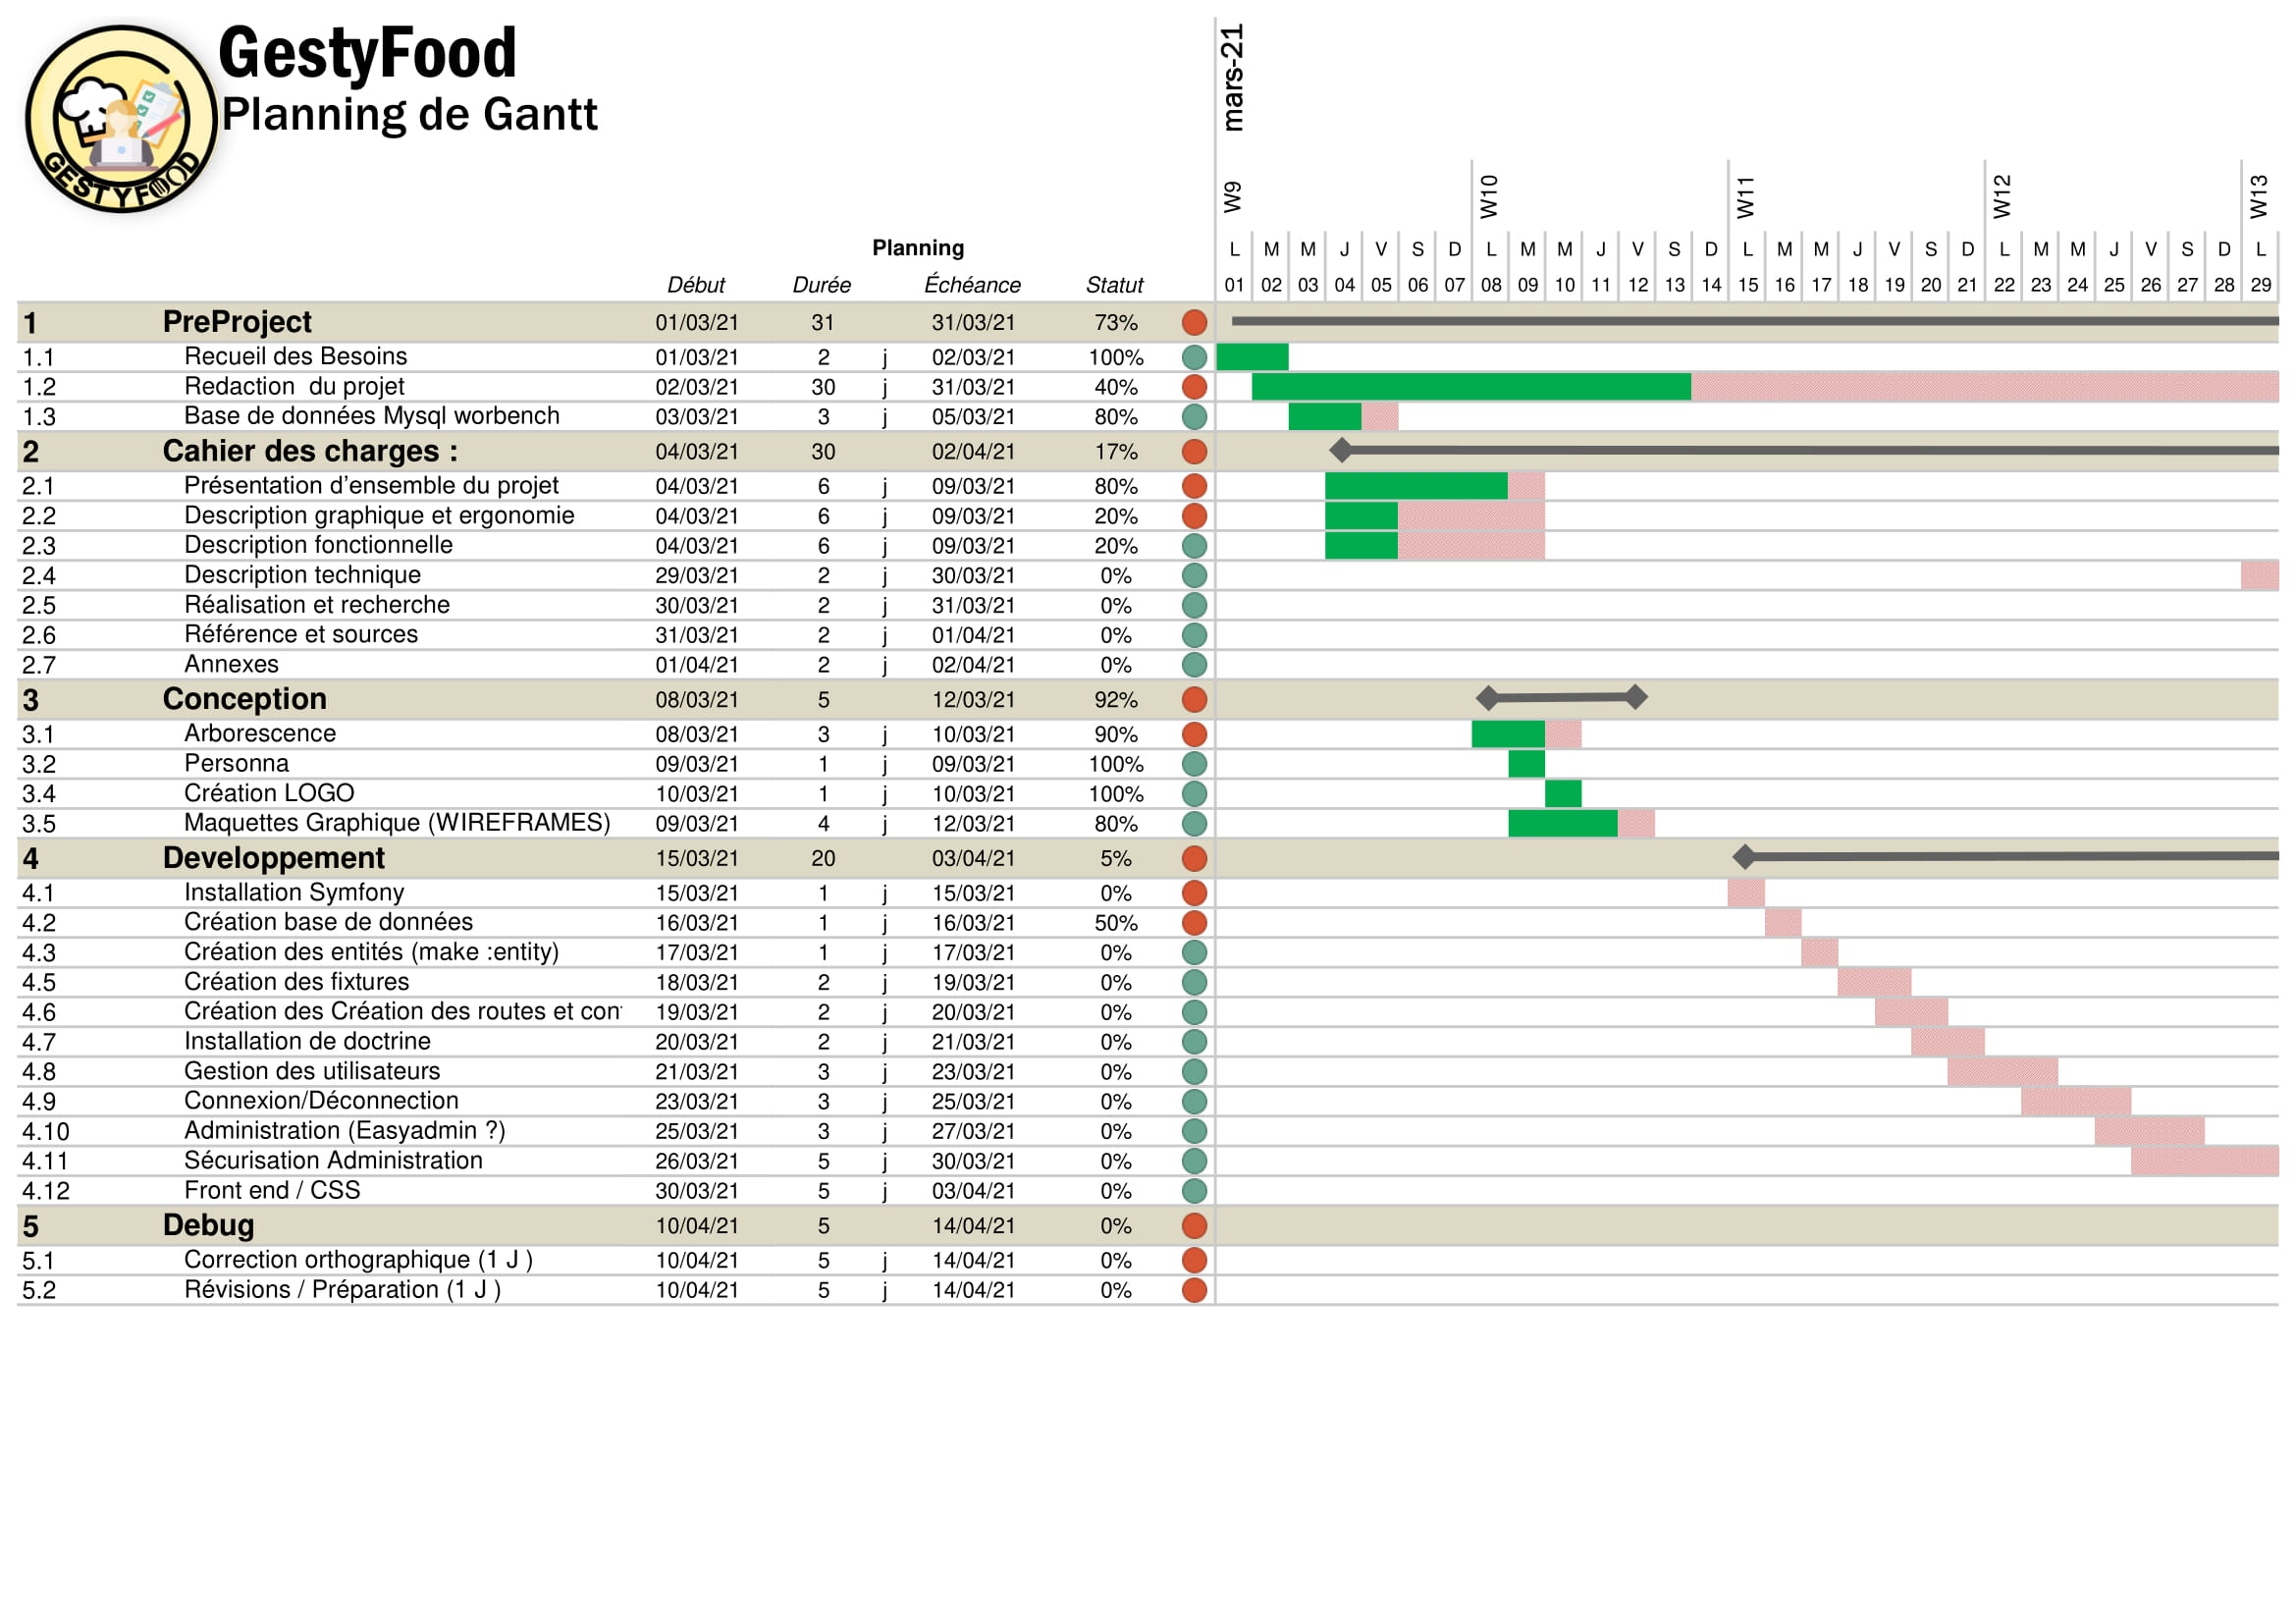 GestyFood
Planning de Gantt
GESTYFOOD
mars-21
W9 W10 W11 W12 W13
Planning
L M M J V S D L M M J V S D L M M J V S D L M M J V S D L
Début Durée Échéance Statut
01 02 03 04 05 06 07 08 09 10 11 12 13 14 15 16 17 18 19 20 21 22 23 24 25 26 27 28 29
1 PreProject 01/03/21 31 31/03/21 73%
1.1 Recueil des Besoins 01/03/21 2 j 02/03/21 100%
1.2 Redaction du projet 02/03/21 30 j 31/03/21 40%
1.3 Base de données Mysql worbench 03/03/21 3 j 05/03/21 80%
2 Cahier des charges : 04/03/21 30 02/04/21 17%
2.1 Présentation d’ensemble du projet 04/03/21 6 j 09/03/21 80%
2.2 Description graphique et ergonomie 04/03/21 6 j 09/03/21 20%
2.3 Description fonctionnelle 04/03/21 6 j 09/03/21 20%
2.4 Description technique 29/03/21 2 j 30/03/21 0%
2.5 Réalisation et recherche 30/03/21 2 j 31/03/21 0%
2.6 Référence et sources 31/03/21 2 j 01/04/21 0%
2.7 Annexes 01/04/21 2 j 02/04/21 0%
3 Conception 08/03/21 5 12/03/21 92%
3.1 Arborescence 08/03/21 3 j 10/03/21 90%
3.2 Personna 09/03/21 1 j 09/03/21 100%
3.4 Création LOGO 10/03/21 1 j 10/03/21 100%
3.5 Maquettes Graphique (WIREFRAMES) 09/03/21 4 j 12/03/21 80%
4 Developpement 15/03/21 20 03/04/21 5%
4.1 Installation Symfony 15/03/21 1 j 15/03/21 0%
4.2 Création base de données 16/03/21 1 j 16/03/21 50%
4.3 Création des entités (make :entity) 17/03/21 1 j 17/03/21 0%
4.5 Création des fixtures 18/03/21 2 j 19/03/21 0%
4.6 Création des Création des routes et con 19/03/21 2 j 20/03/21 0%
4.7 Installation de doctrine 20/03/21 2 j 21/03/21 0%
4.8 Gestion des utilisateurs 21/03/21 3 j 23/03/21 0%
4.9 Connexion/Déconnection 23/03/21 3 j 25/03/21 0%
4.10 Administration (Easyadmin ?) 25/03/21 3 j 27/03/21 0%
4.11 Sécurisation Administration 26/03/21 5 j 30/03/21 0%
4.12 Front end / CSS 30/03/21 5 j 03/04/21 0%
5 Debug 10/04/21 5 14/04/21 0%
5.1 Correction orthographique (1 J ) 10/04/21 5 j 14/04/21 0%
5.2 Révisions / Préparation (1 J ) 10/04/21 5 j 14/04/21 0%